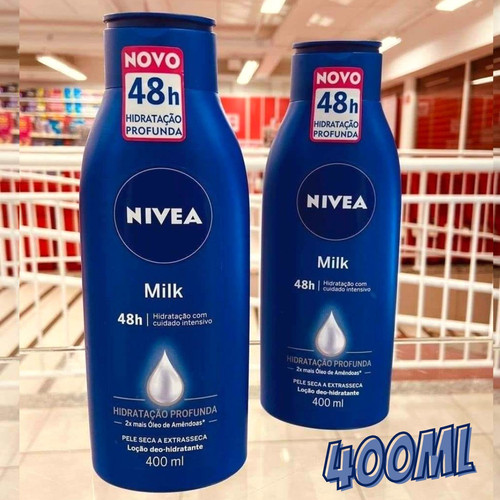 NOVO
48h
HIDRATAÇÃO
PROFUNDA
NIVEA
Milk
48h | Hidratação com
cuidado intensivo
HIDRATAÇÃO PROFUNDA
2x mais Óleo de Amêndoas*
PELE SECA A EXTRASSECA
Loção deo-hidratante
400 ml
NOVO
48h
HIDRATAÇÃO
PROFUNDA
NIVEA
Milk
48h | Hidratação com
cuidado intensivo
HIDRATAÇÃO PROFUNDA
2x mais Óleo de Amêndoas*
PELE SECA A EXTRASSECA
Loção deo-hidratante
400 ml
400ML